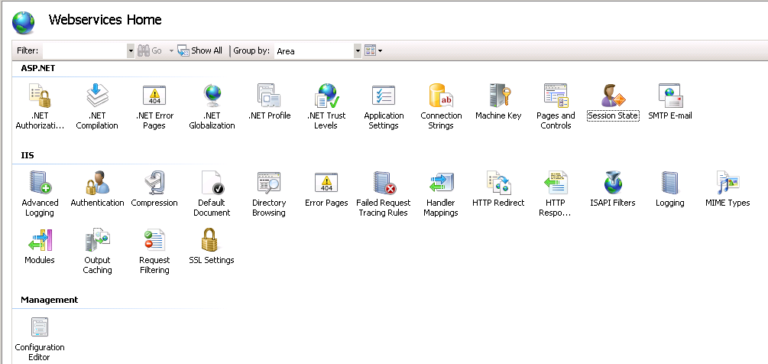 Webservices Home
Filter: Go Show All Group by: Area
ASP.NET
.NET Authorizati... .NET Compilation .NET Error Pages .NET Globalization .NET Profile .NET Trust Levels Application Settings Connection Strings Machine Key Pages and Controls Session State SMTP E-mail
IIS
Advanced Logging Authentication Compression Default Document Directory Browsing Error Pages Failed Request Tracing Rules Handler Mappings HTTP Redirect HTTP Respo... ISAPI Filters Logging MIME Types
Modules Output Caching Request Filtering SSL Settings
Management
Configuration Editor